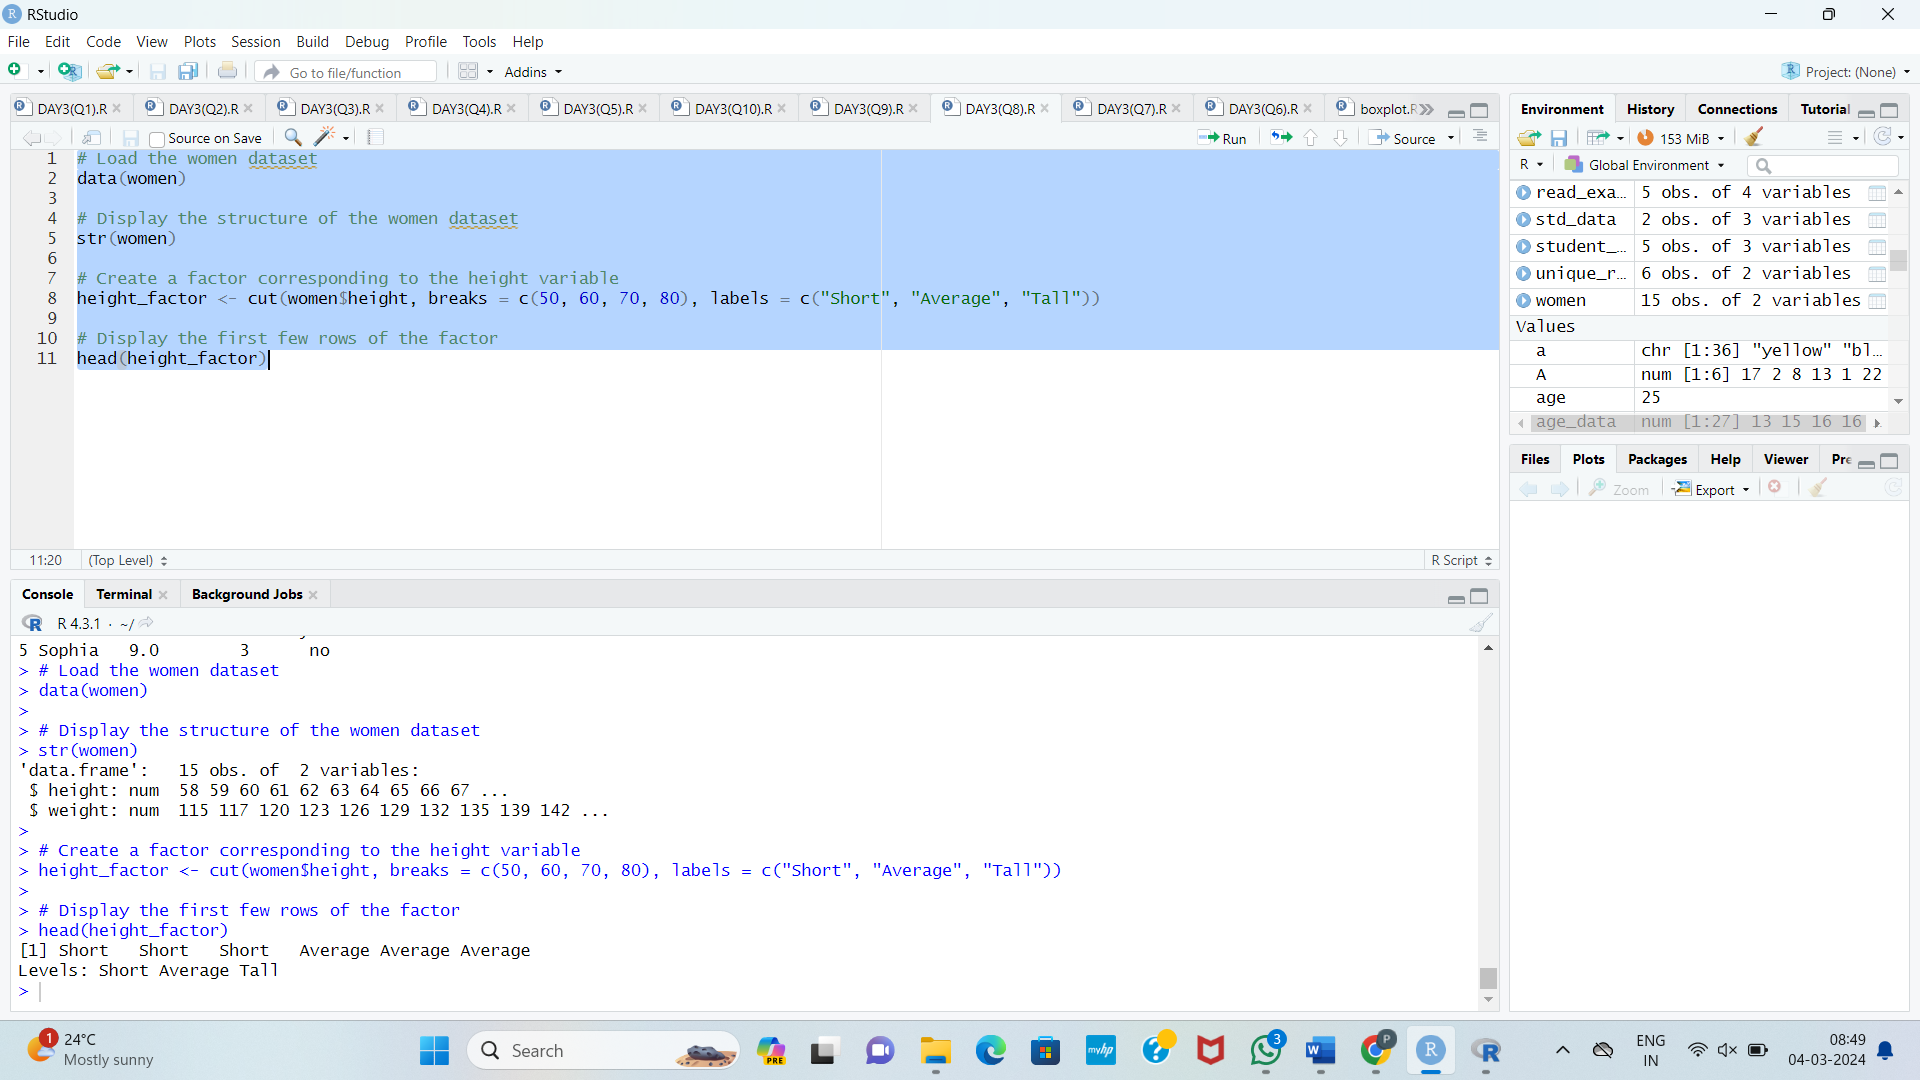 RStudio
File Edit Code View Plots Session Build Debug Profile Tools Help
Go to file/function Addins Project: (None)
DAY3(Q1).R DAY3(Q2).R DAY3(Q3).R DAY3(Q4).R DAY3(Q5).R DAY3(Q10).R DAY3(Q9).R DAY3(Q8).R DAY3(Q7).R DAY3(Q6).R boxplot.R
Source on Save Run Source
1 # Load the women dataset
2 data(women)
3
4 # Display the structure of the women dataset
5 str(women)
6
7 # Create a factor corresponding to the height variable
8 height_factor <- cut(women$height, breaks = c(50, 60, 70, 80), labels = c("Short", "Average", "Tall"))
9
10 # Display the first few rows of the factor
11 head(height_factor)
11:20 (Top Level) R Script
Console Terminal Background Jobs
R 4.3.1 · ~/
5 Sophia 9.0 3 no
> # Load the women dataset
> data(women)
>
> # Display the structure of the women dataset
> str(women)
'data.frame': 15 obs. of 2 variables:
$ height: num 58 59 60 61 62 63 64 65 66 67 ...
$ weight: num 115 117 120 123 126 129 132 135 139 142 ...
>
> # Create a factor corresponding to the height variable
> height_factor <- cut(women$height, breaks = c(50, 60, 70, 80), labels = c("Short", "Average", "Tall"))
>
> # Display the first few rows of the factor
> head(height_factor)
[1] Short Short Short Average Average Average
Levels: Short Average Tall
>
Environment History Connections Tutorial
153 MiB
R Global Environment
read_exa... 5 obs. of 4 variables
std_data 2 obs. of 3 variables
student_... 5 obs. of 3 variables
unique_r... 6 obs. of 2 variables
women 15 obs. of 2 variables
Values
a chr [1:36] "yellow" "bl...
A num [1:6] 17 2 8 13 1 22
age 25
age_data num [1:27] 13 15 16 16
Files Plots Packages Help Viewer Pre
Zoom Export
1 24°C
Mostly sunny
Search
PRE
myhp
3
P
ENG
IN
08:49
04-03-2024